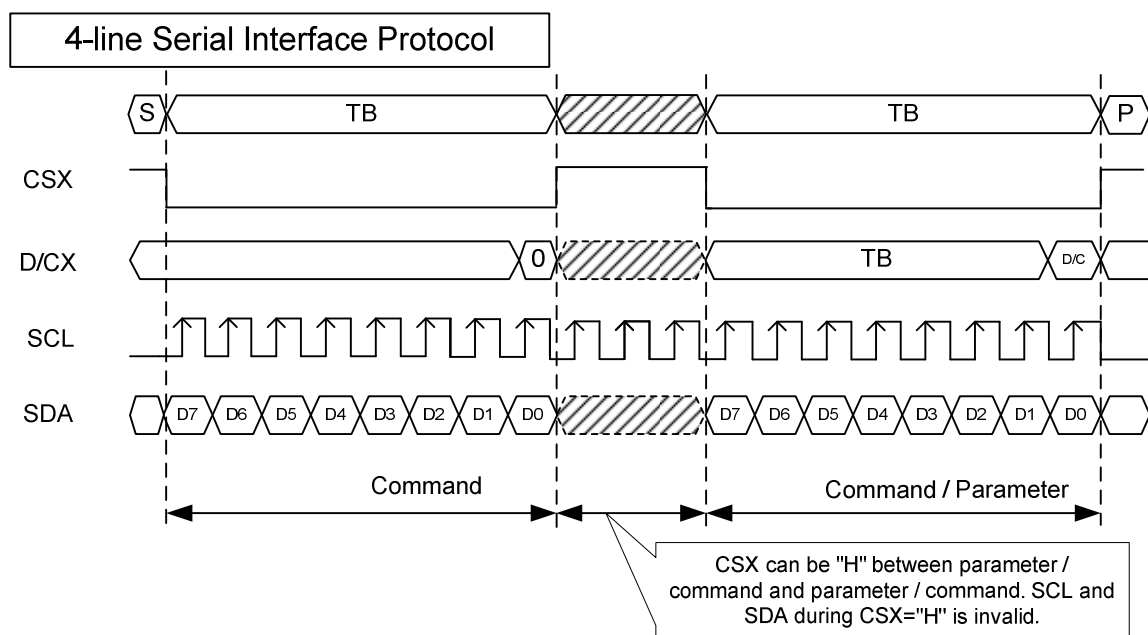 4-line Serial Interface Protocol
S TB TB P
CSX
D/CX 0 TB D/C
SCL
SDA D7 D6 D5 D4 D3 D2 D1 D0 D7 D6 D5 D4 D3 D2 D1 D0
Command Command / Parameter
CSX can be "H" between parameter /
command and parameter / command. SCL and
SDA during CSX="H" is invalid.